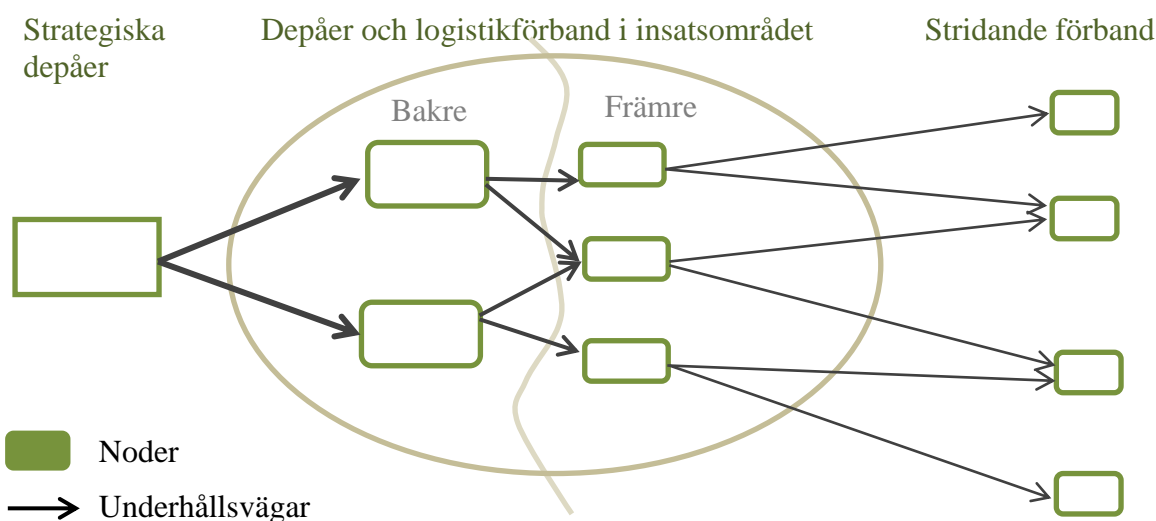 Strategiska
depåer
Depåer och logistikförband i insatsområdet
Stridande förband
Bakre
Främre
Noder
Underhållsvägar